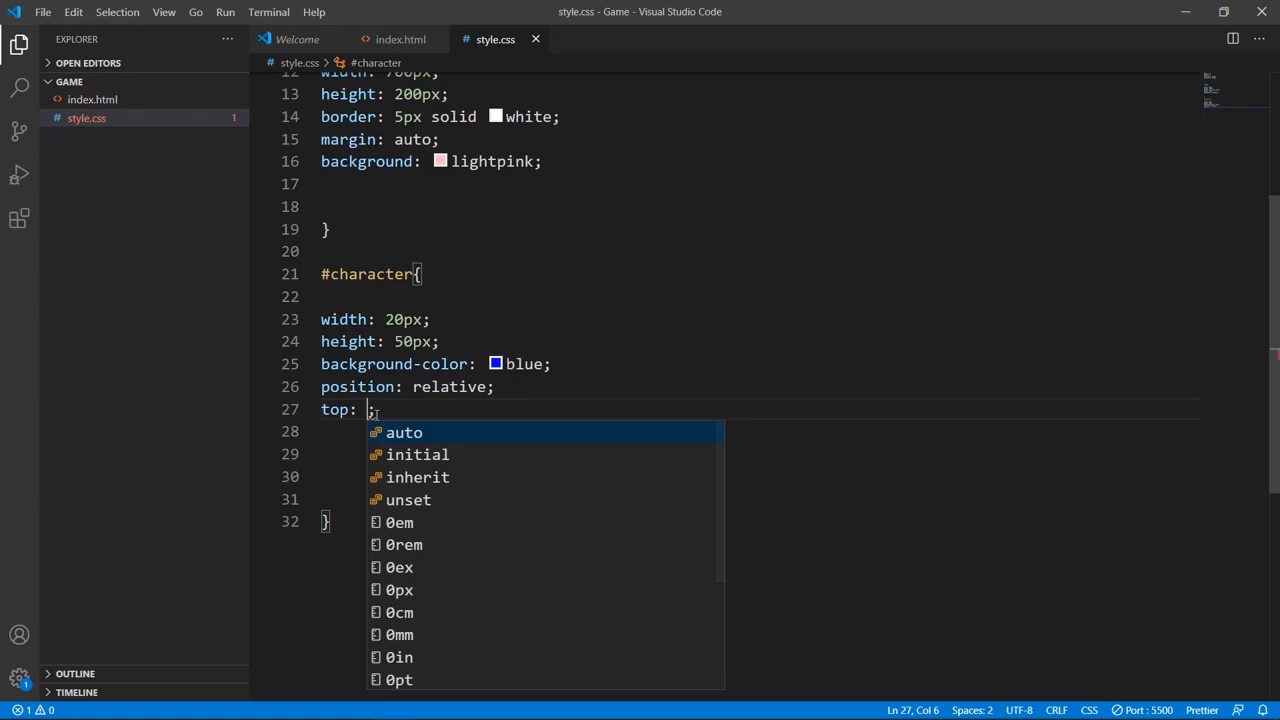 File Edit Selection View Go Run Terminal Help
style.css - Game - Visual Studio Code
EXPLORER
Welcome
index.html
# style.css
OPEN EDITORS
# style.css > #character
GAME
<> index.html
# style.css 1
12 width: 700px;
13 height: 200px;
14 border: 5px solid white;
15 margin: auto;
16 background: lightpink;
17
18
19 }
20
21 #character{
22
23 width: 20px;
24 height: 50px;
25 background-color: blue;
26 position: relative;
27 top: ;
28 auto
29 initial
30 inherit
31 unset
32 } 0em
0rem
0ex
0px
0cm
0mm
0in
0pt
OUTLINE
TIMELINE
1
1 0
Ln 27, Col 6 Spaces: 2 UTF-8 CRLF CSS Port : 5500 Prettier